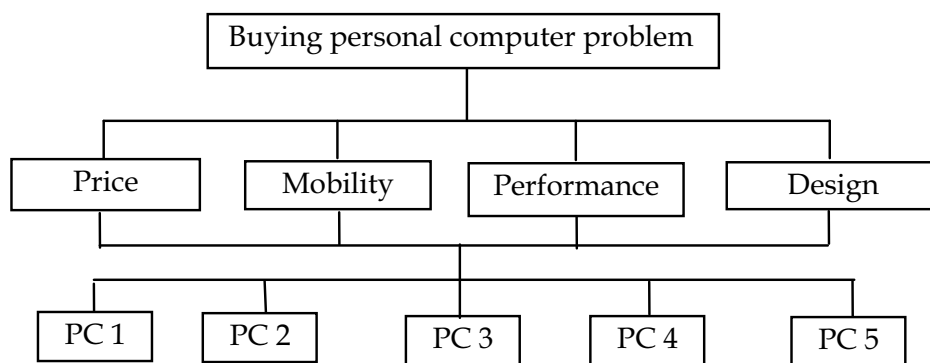 Buying personal computer problem
Price
Mobility
Performance
Design
PC 1
PC 2
PC 3
PC 4
PC 5